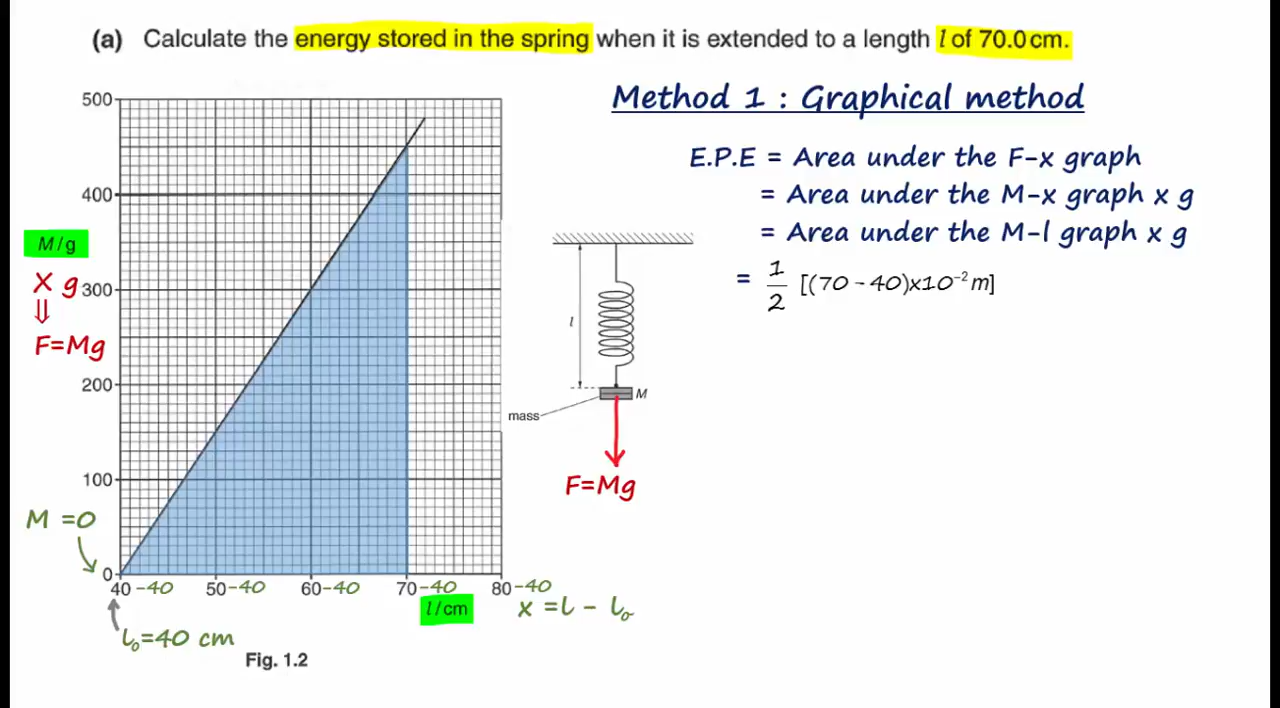 (a) Calculate the energy stored in the spring when it is extended to a length l of 70.0 cm.
Method 1 : Graphical method
E.P.E = Area under the F-x graph
= Area under the M-x graph x g
= Area under the M-l graph x g
= 1/2 [(70 - 40)x10⁻² m]
500
400
M/g
X g
300
⇓
F=Mg
200
100
M =0
0
40 -40 50 -40 60 -40 70 -40 80 -40
l/cm
x = l - l₀
l₀=40 cm
Fig. 1.2
l
mass
M
F=Mg